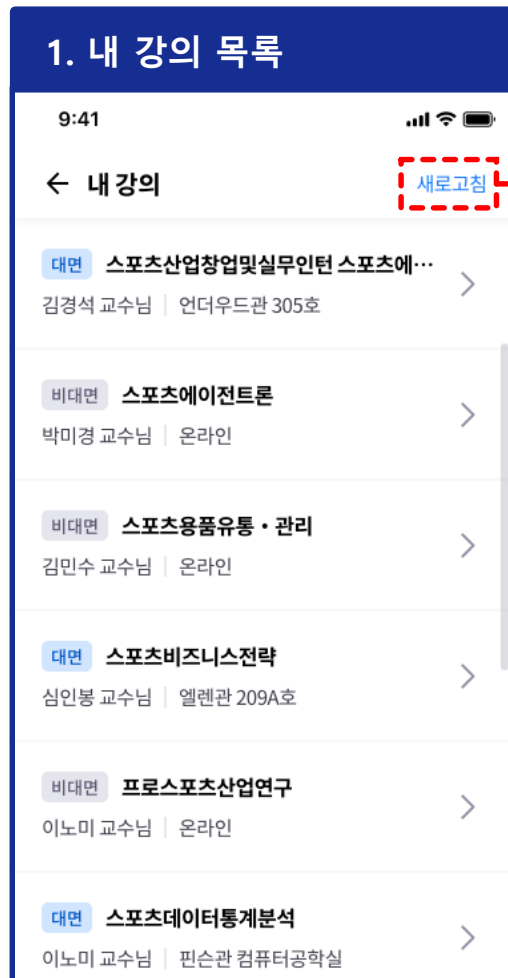 1. 내 강의 목록
9:41
← 내 강의 새로고침
대면 스포츠산업창업및실무인턴 스포츠에…
김경석 교수님 | 언더우드관 305호
비대면 스포츠에이전트론
박미경 교수님 | 온라인
비대면 스포츠용품유통・관리
김민수 교수님 | 온라인
대면 스포츠비즈니스전략
심인봉 교수님 | 엘렌관 209A호
비대면 프로스포츠산업연구
이노미 교수님 | 온라인
대면 스포츠데이터통계분석
이노미 교수님 | 핀슨관 컴퓨터공학실